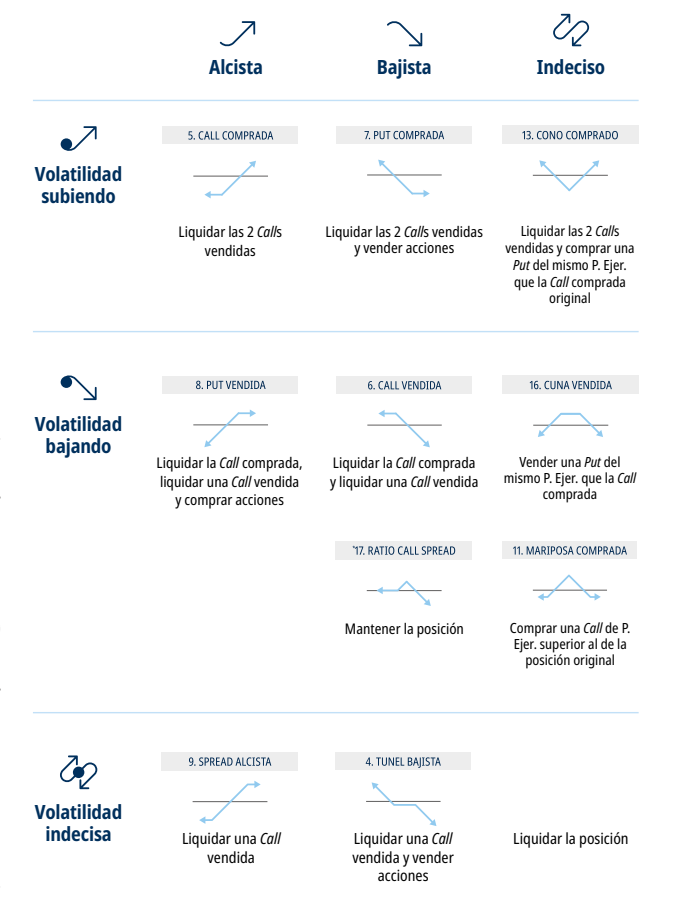 Alcista
Bajista
Indeciso
Volatilidad
subiendo
5. CALL COMPRADA
Liquidar las 2 Calls
vendidas
7. PUT COMPRADA
Liquidar las 2 Calls vendidas
y vender acciones
13. CONO COMPRADO
Liquidar las 2 Calls
vendidas y comprar una
Put del mismo P. Ejer.
que la Call comprada
original
Volatilidad
bajando
8. PUT VENDIDA
Liquidar la Call comprada,
liquidar una Call vendida
y comprar acciones
6. CALL VENDIDA
Liquidar la Call comprada
y liquidar una Call vendida
16. CUNA VENDIDA
Vender una Put del
mismo P. Ejer. que la Call
comprada
`17. RATIO CALL SPREAD
Mantener la posición
11. MARIPOSA COMPRADA
Comprar una Call de P.
Ejer. superior al de la
posición original
Volatilidad
indecisa
9. SPREAD ALCISTA
Liquidar una Call
vendida
4. TUNEL BAJISTA
Liquidar una Call
vendida y vender
acciones
Liquidar la posición